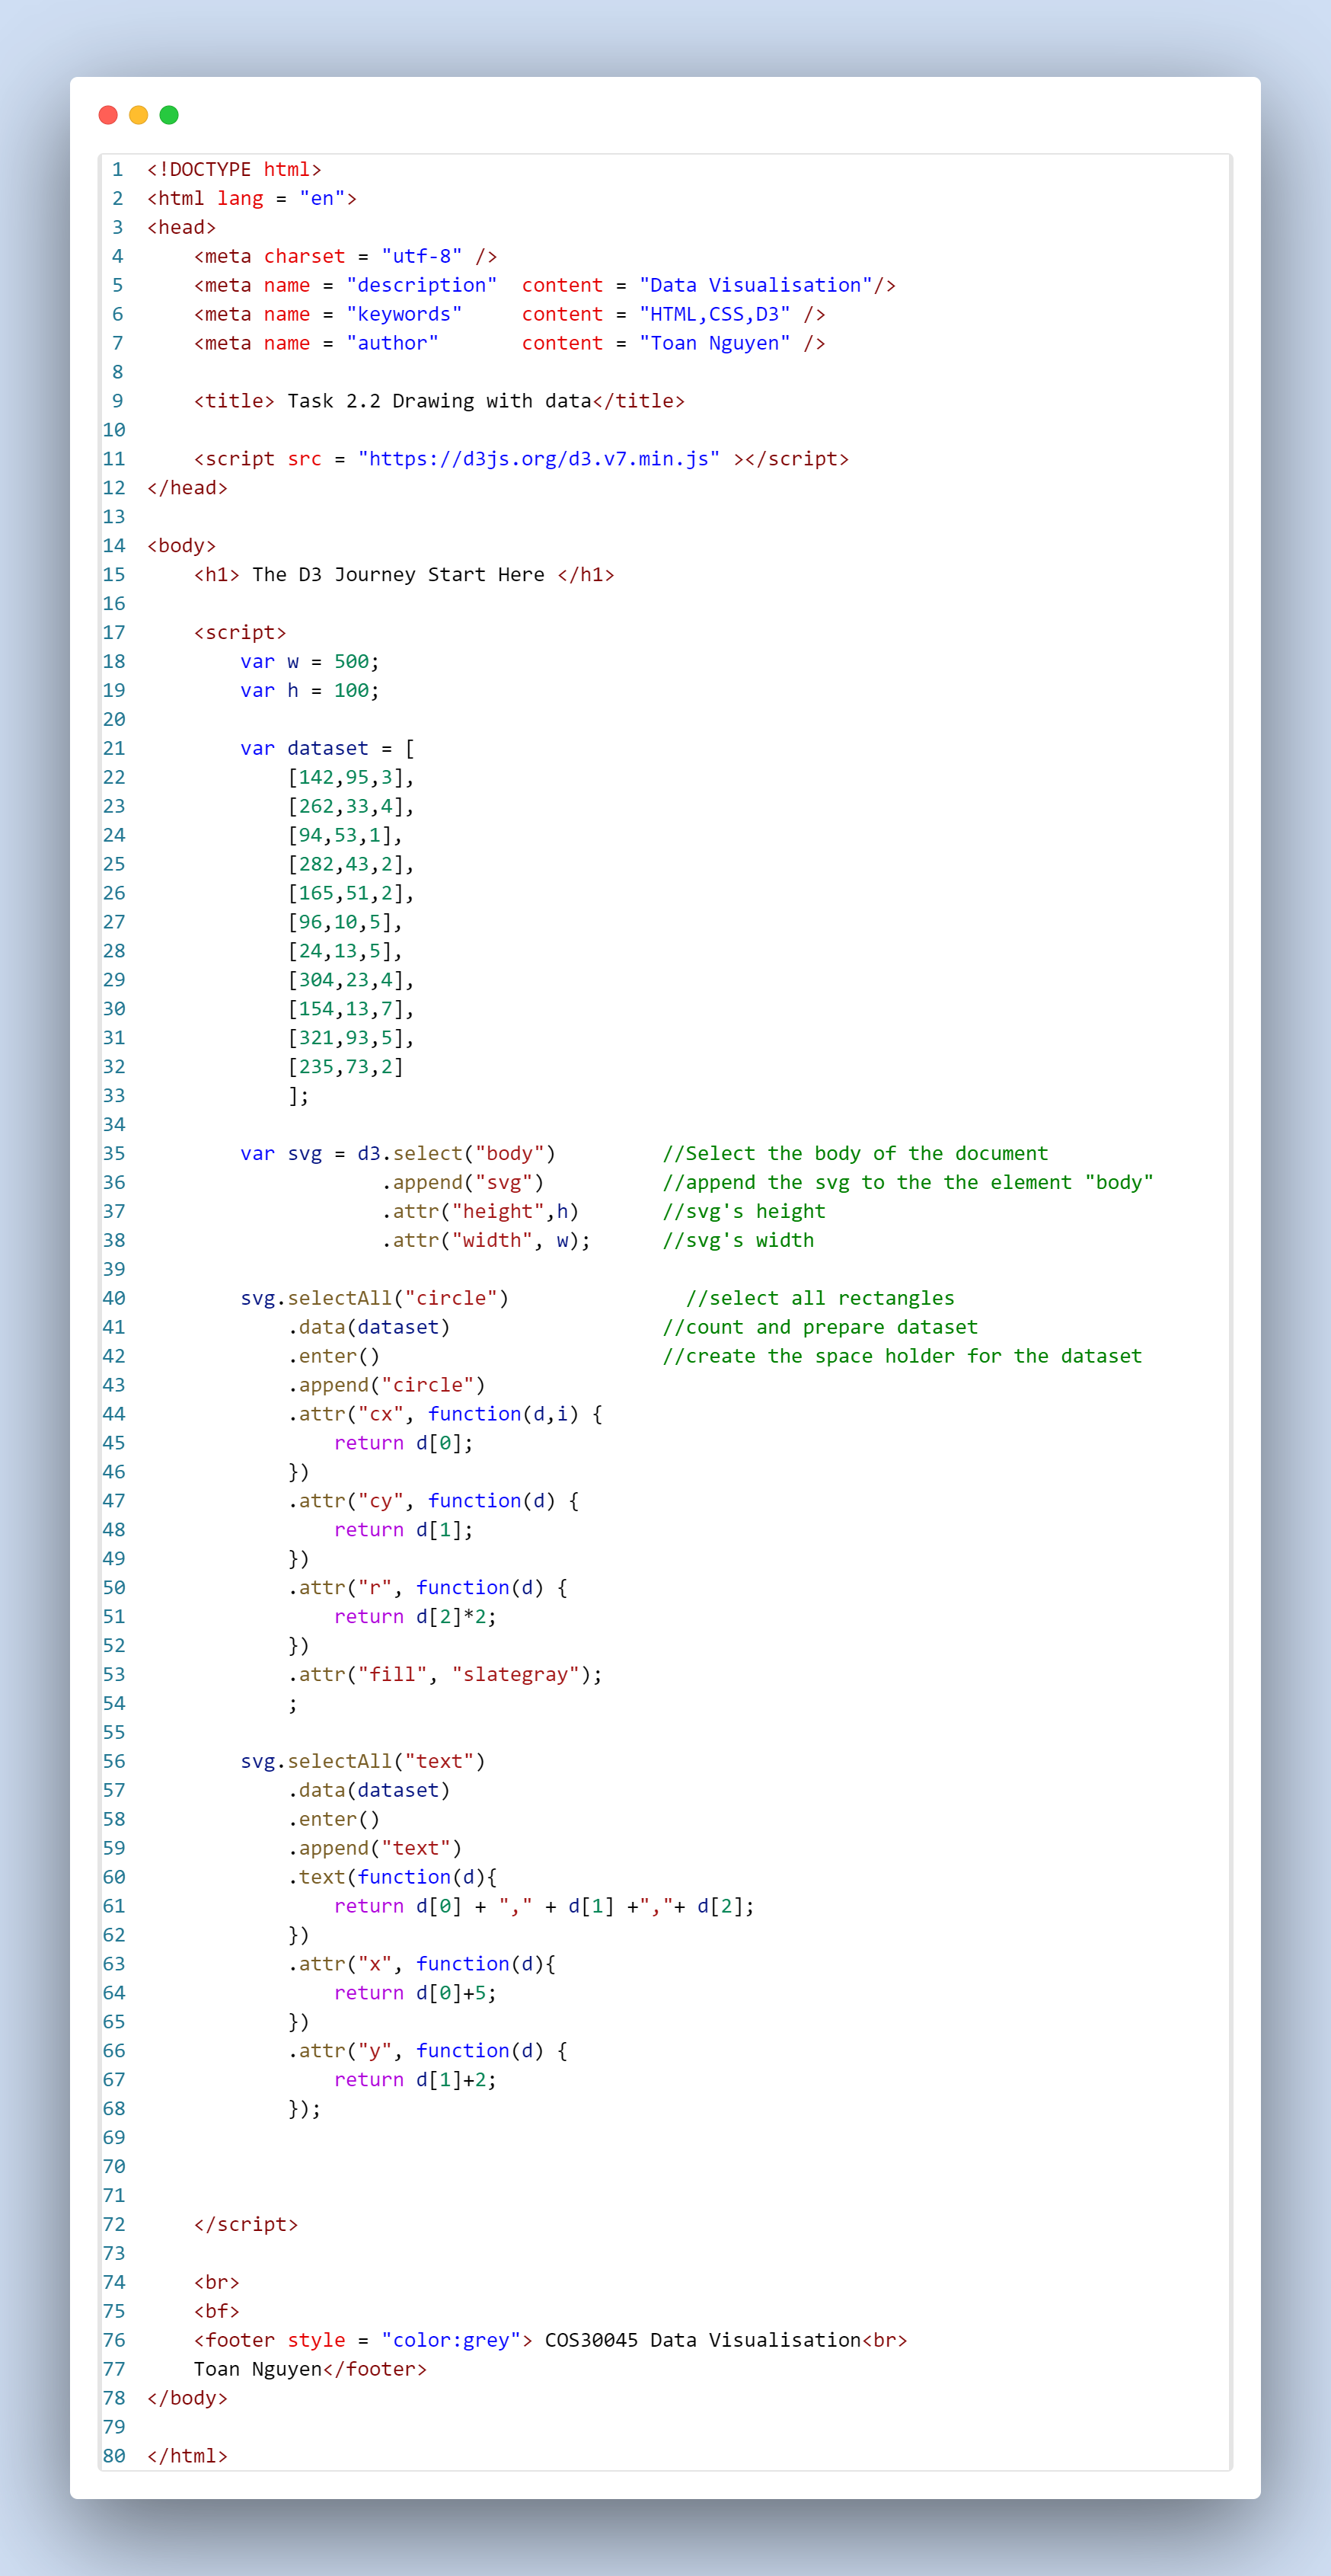 1 <!DOCTYPE html>
2 <html lang = "en">
3 <head>
4     <meta charset = "utf-8" />
5     <meta name = "description"  content = "Data Visualisation"/>
6     <meta name = "keywords"     content = "HTML,CSS,D3" />
7     <meta name = "author"       content = "Toan Nguyen" />
8
9     <title> Task 2.2 Drawing with data</title>
10
11     <script src = "https://d3js.org/d3.v7.min.js" ></script>
12 </head>
13
14 <body>
15     <h1> The D3 Journey Start Here </h1>
16
17     <script>
18         var w = 500;
19         var h = 100;
20
21         var dataset = [
22             [142,95,3],
23             [262,33,4],
24             [94,53,1],
25             [282,43,2],
26             [165,51,2],
27             [96,10,5],
28             [24,13,5],
29             [304,23,4],
30             [154,13,7],
31             [321,93,5],
32             [235,73,2]
33             ];
34
35         var svg = d3.select("body")         //Select the body of the document
36                     .append("svg")          //append the svg to the the element "body"
37                     .attr("height",h)       //svg's height
38                     .attr("width", w);      //svg's width
39
40         svg.selectAll("circle")               //select all rectangles
41             .data(dataset)                  //count and prepare dataset
42             .enter()                        //create the space holder for the dataset
43             .append("circle")
44             .attr("cx", function(d,i) {
45                 return d[0];
46             })
47             .attr("cy", function(d) {
48                 return d[1];
49             })
50             .attr("r", function(d) {
51                 return d[2]*2;
52             })
53             .attr("fill", "slategray");
54             ;
55
56         svg.selectAll("text")
57             .data(dataset)
58             .enter()
59             .append("text")
60             .text(function(d){
61                 return d[0] + "," + d[1] +","+ d[2];
62             })
63             .attr("x", function(d){
64                 return d[0]+5;
65             })
66             .attr("y", function(d) {
67                 return d[1]+2;
68             });
69
70
71
72     </script>
73
74     <br>
75     <bf>
76     <footer style = "color:grey"> COS30045 Data Visualisation<br>
77     Toan Nguyen</footer>
78 </body>
79
80 </html>